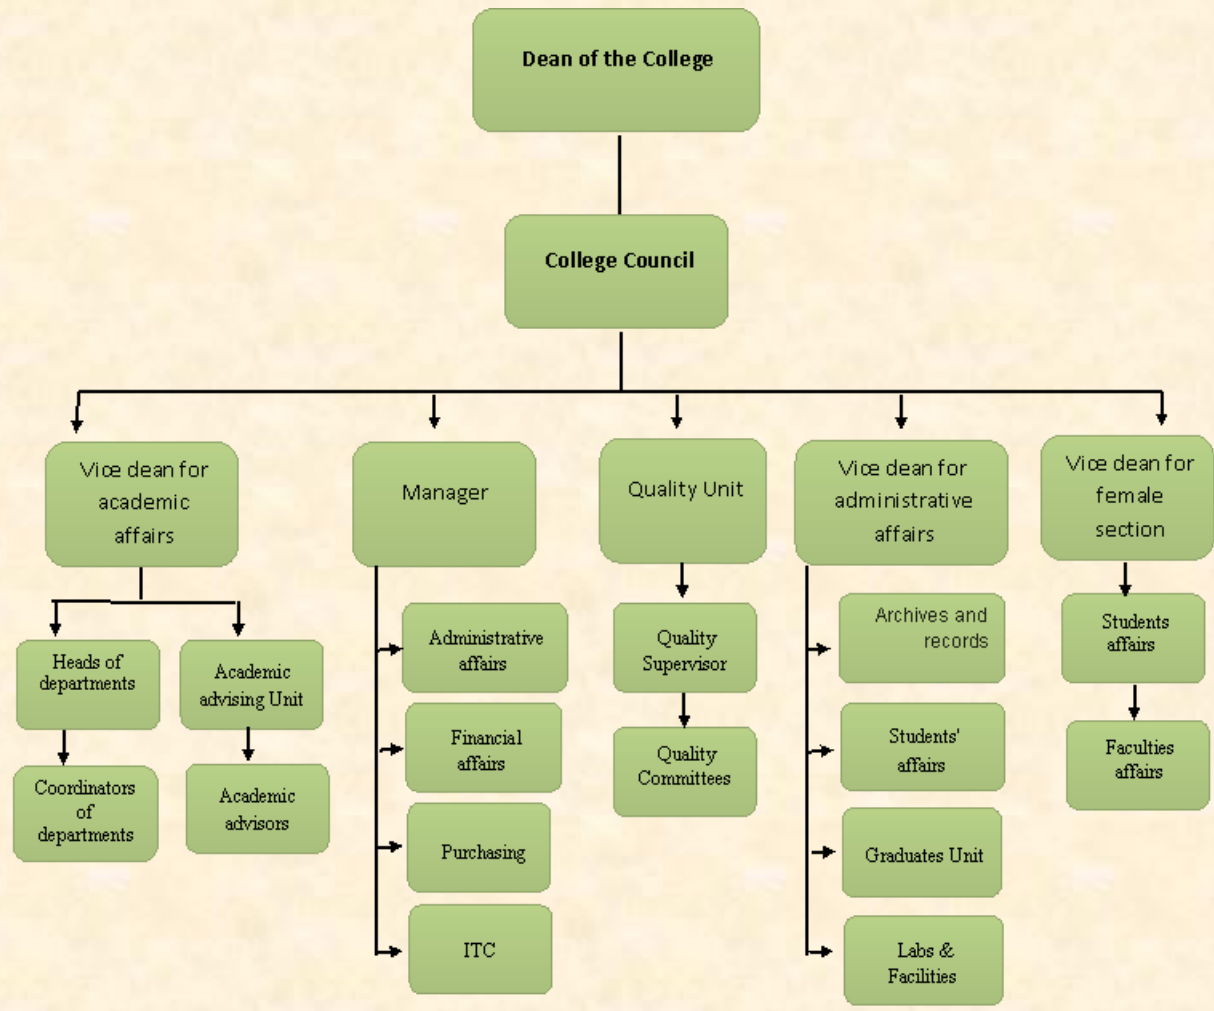 Dean of the College
College Council
Vice dean for
academic
affairs
Manager
Quality Unit
Vice dean for
administrative
affairs
Vice dean for
female
section
Heads of
departments
Academic
advising Unit
Coordinators
of
departments
Academic
advisors
Administrative
affairs
Financial
affairs
Purchasing
ITC
Quality
Supervisor
Quality
Committees
Archives and
records
Students'
affairs
Graduates Unit
Labs &
Facilities
Students
affairs
Faculties
affairs